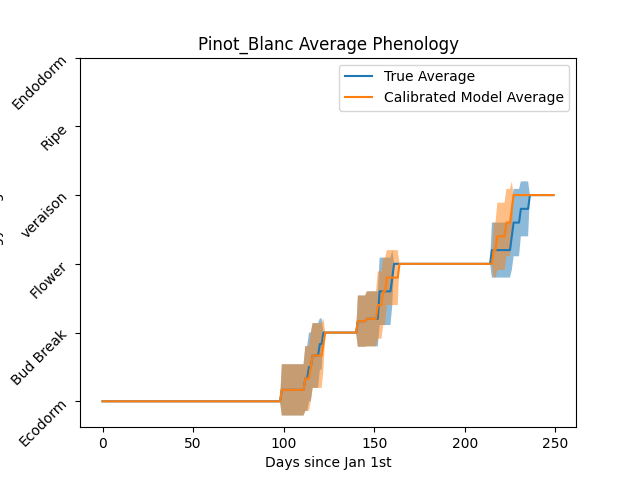 Pinot_Blanc Average Phenology
True Average
Calibrated Model Average
Endodorm
Ripe
veraison
Flower
Bud Break
Ecodorm
0 50 100 150 200 250
Days since Jan 1st